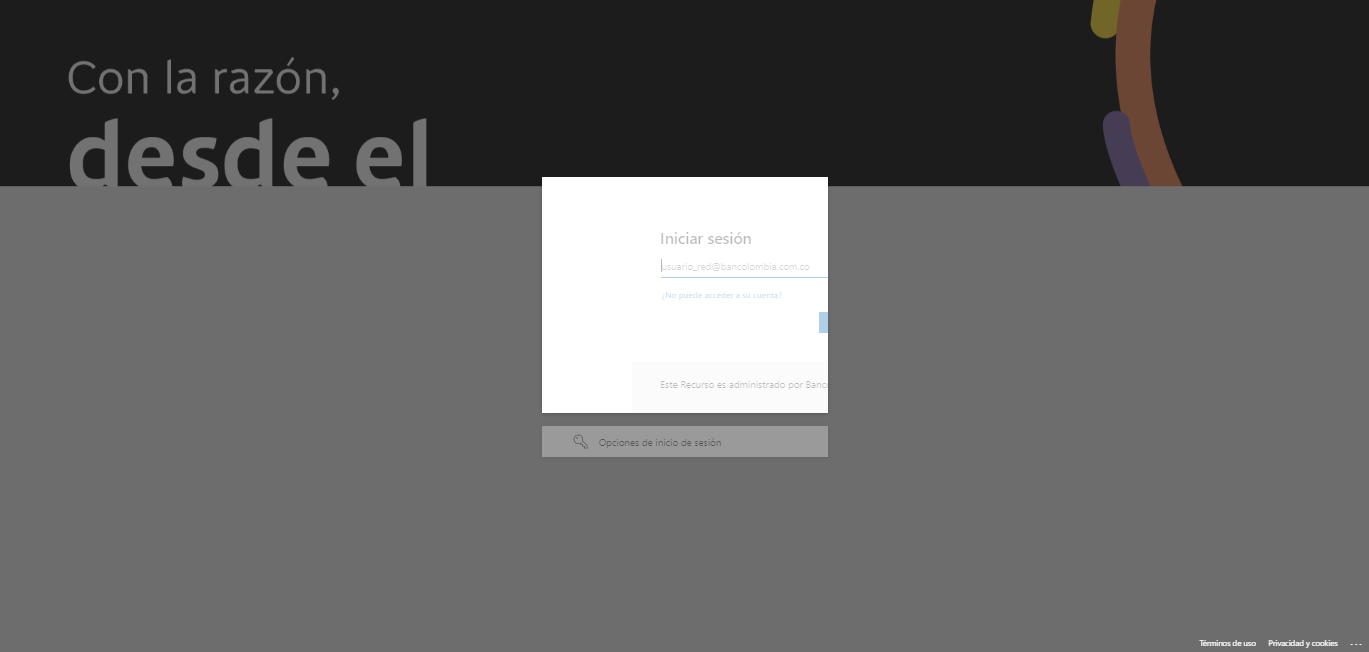 Con la razón,
desde el
Iniciar sesión
usuario_red@bancolombia.com.co
¿No puede acceder a su cuenta?
Este Recurso es administrado por Banc
Opciones de inicio de sesión
Términos de uso Privacidad y cookies ...